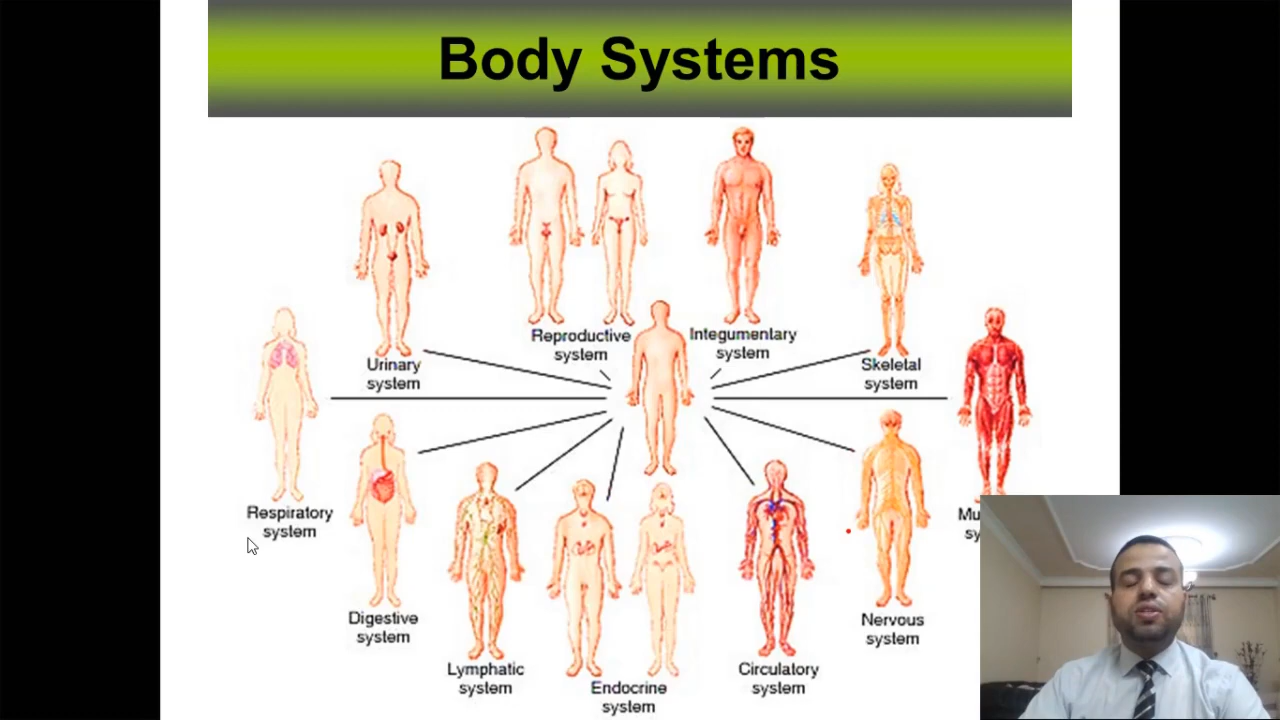 Body Systems
Reproductive
system
Integumentary
system
Urinary
system
Skeletal
system
Respiratory
system
Digestive
system
Lymphatic
system
Endocrine
system
Circulatory
system
Nervous
system